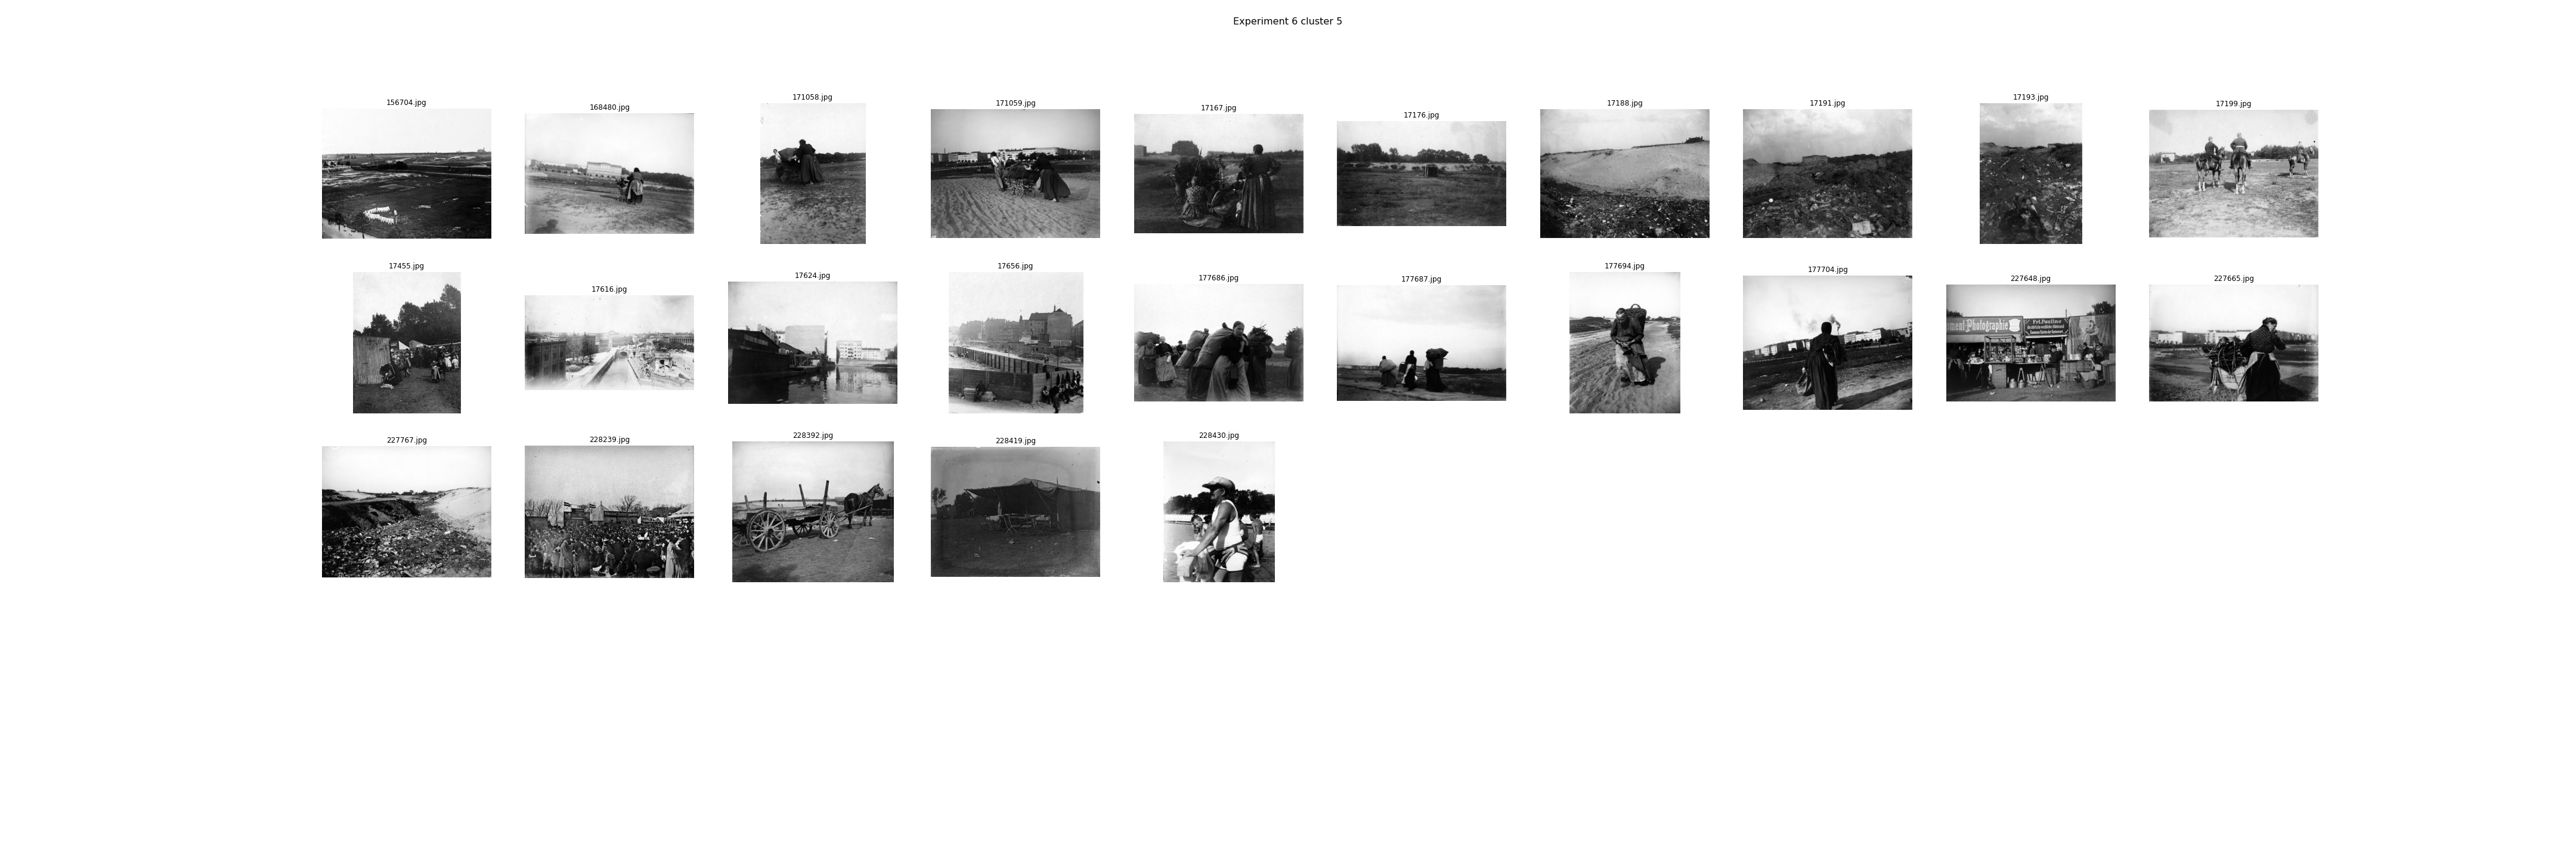 Experiment 6 cluster 5
156704.jpg
168480.jpg
171058.jpg
171059.jpg
17167.jpg
17176.jpg
17188.jpg
17191.jpg
17193.jpg
17199.jpg
17455.jpg
17616.jpg
17624.jpg
17656.jpg
177686.jpg
177687.jpg
177694.jpg
177704.jpg
227648.jpg
227665.jpg
ment-Photographie
Frl. Pauline
227767.jpg
228239.jpg
228392.jpg
228419.jpg
228430.jpg